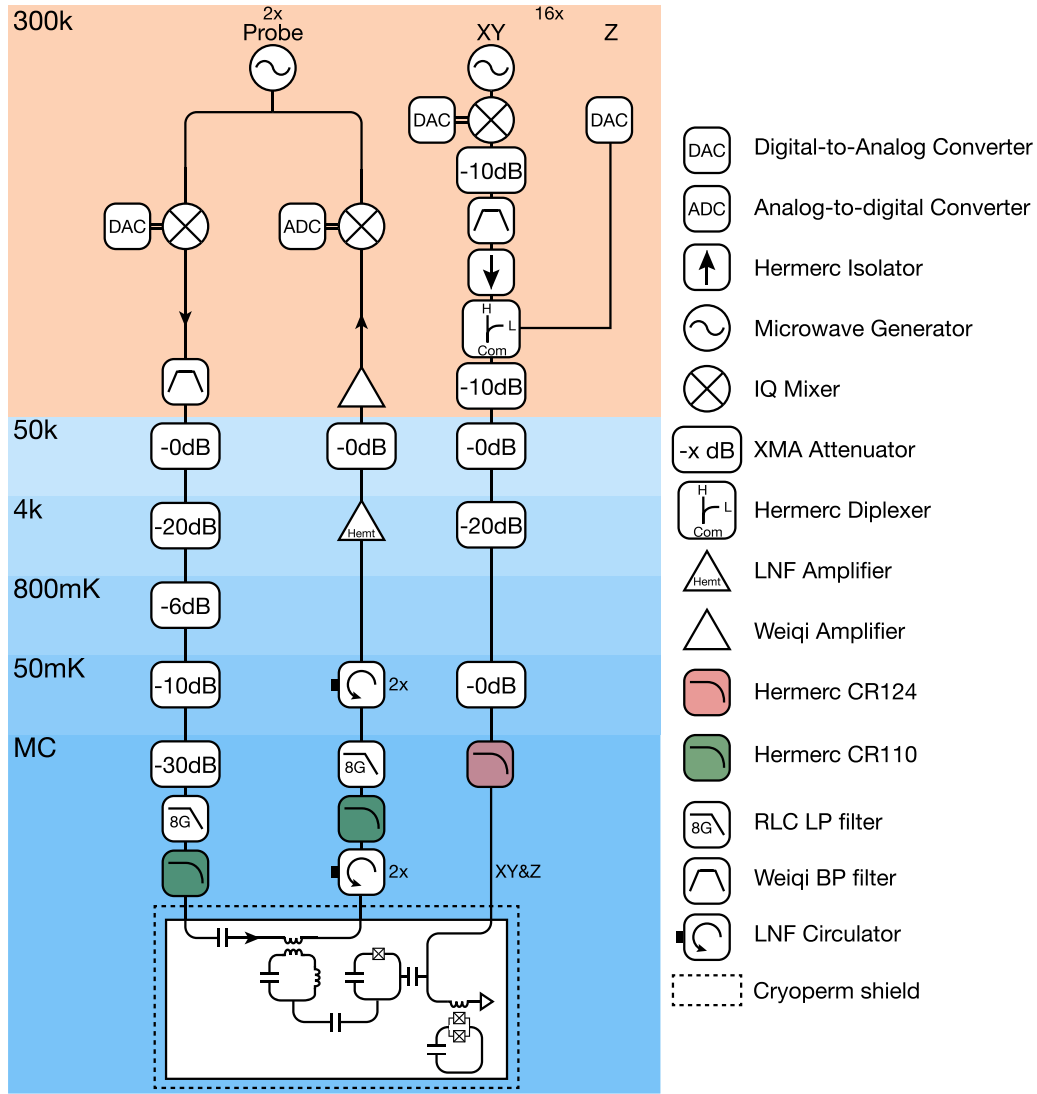 300k
2x
Probe
16x
XY
Z
DAC
DAC
-10dB
DAC
ADC
H
L
Com
-10dB
50k
-0dB
-0dB
-0dB
4k
-20dB
Hemt
-20dB
800mK
-6dB
50mK
-10dB
2x
-0dB
MC
-30dB
8G
8G
2x
XY&Z
DAC
Digital-to-Analog Converter
ADC
Analog-to-digital Converter
Hermerc Isolator
Microwave Generator
IQ Mixer
-x dB
XMA Attenuator
H
L
Com
Hermerc Diplexer
Hemt
LNF Amplifier
Weiqi Amplifier
Hermerc CR124
Hermerc CR110
8G
RLC LP filter
Weiqi BP filter
LNF Circulator
Cryoperm shield